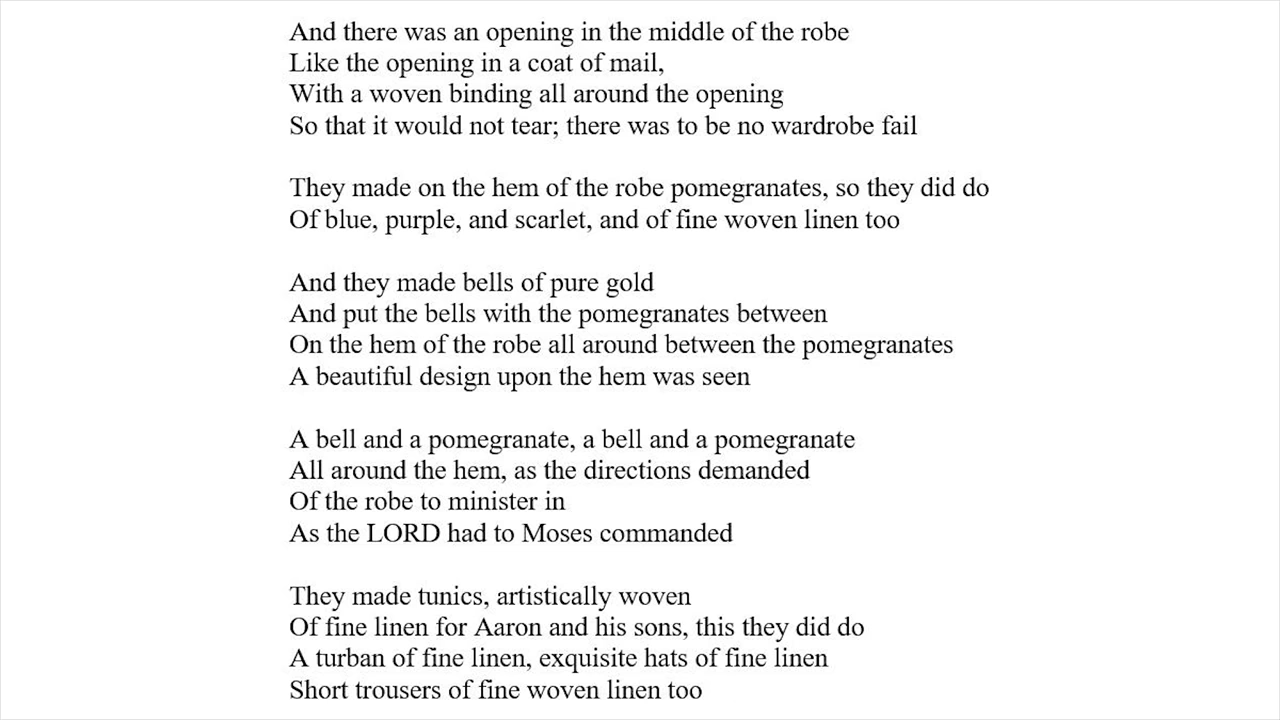 And there was an opening in the middle of the robe
Like the opening in a coat of mail,
With a woven binding all around the opening
So that it would not tear; there was to be no wardrobe fail
They made on the hem of the robe pomegranates, so they did do
Of blue, purple, and scarlet, and of fine woven linen too
And they made bells of pure gold
And put the bells with the pomegranates between
On the hem of the robe all around between the pomegranates
A beautiful design upon the hem was seen
A bell and a pomegranate, a bell and a pomegranate
All around the hem, as the directions demanded
Of the robe to minister in
As the LORD had to Moses commanded
They made tunics, artistically woven
Of fine linen for Aaron and his sons, this they did do
A turban of fine linen, exquisite hats of fine linen
Short trousers of fine woven linen too